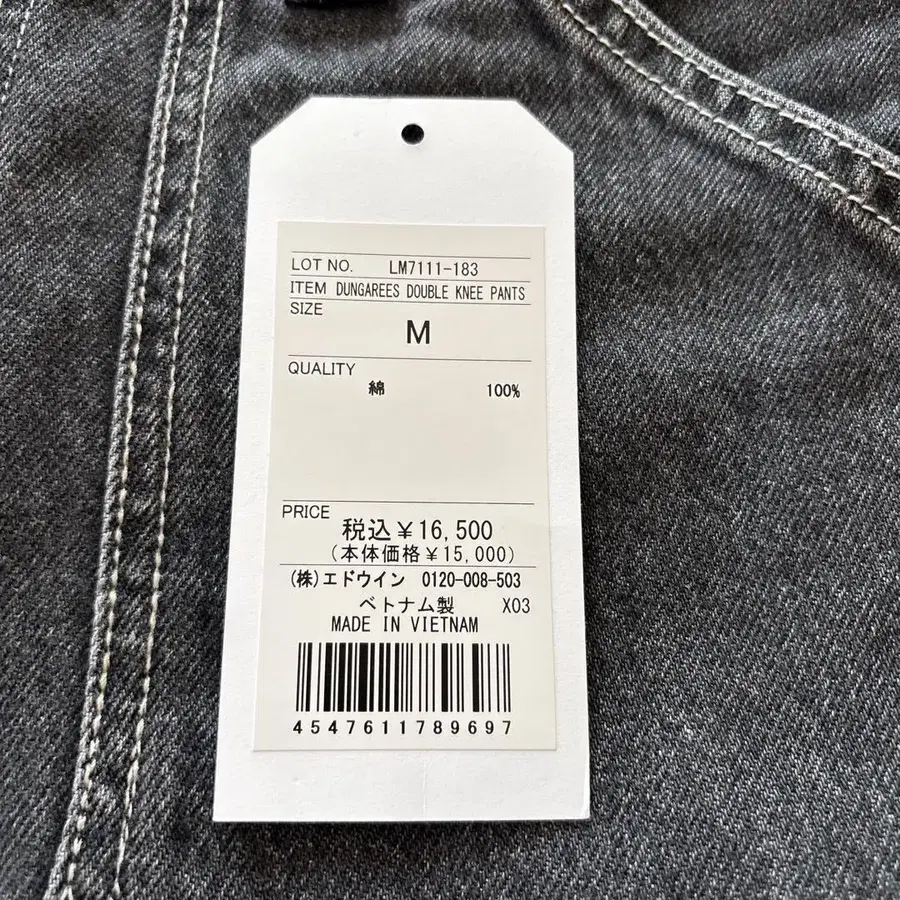 LOT NO. LM7111-183
ITEM DUNGAREES DOUBLE KNEE PANTS
SIZE
M
QUALITY
綿 100%
PRICE
税込￥16,500
(本体価格￥15,000)
(株)エドウイン 0120-008-503
ベトナム製 X03
MADE IN VIETNAM
4547611789697